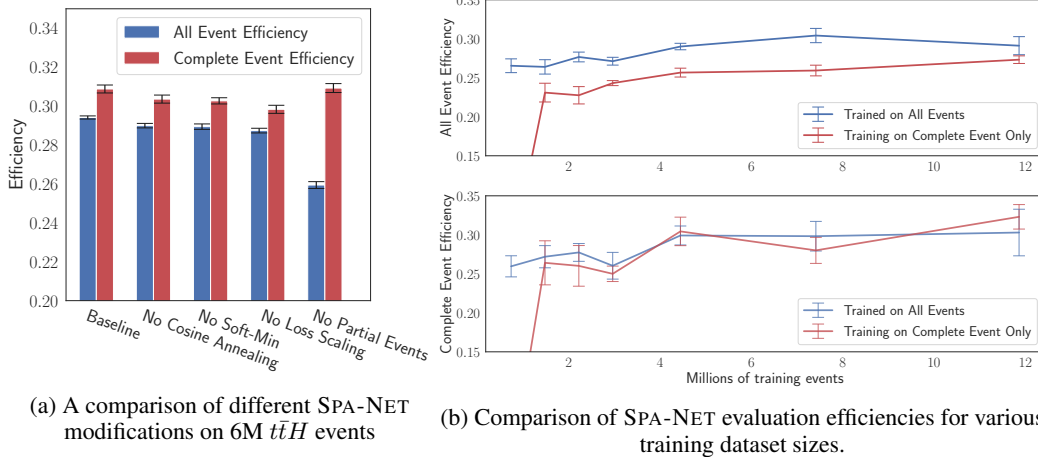 0.34
0.32
0.30
0.28
0.26
0.24
0.22
0.20
Efficiency
All Event Efficiency
Complete Event Efficiency
Baseline
No Cosine Annealing
No Soft-Min
No Loss Scaling
No Partial Events
(a) A comparison of different SPA-NET
modifications on 6M tt̄H events
0.35
0.30
0.25
0.20
0.15
All Event Efficiency
Trained on All Events
Training on Complete Event Only
2 4 6 8 10 12
0.35
0.30
0.25
0.20
0.15
Complete Event Efficiency
Trained on All Events
Training on Complete Event Only
2 4 6 8 10 12
Millions of training events
(b) Comparison of SPA-NET evaluation efficiencies for various
training dataset sizes.